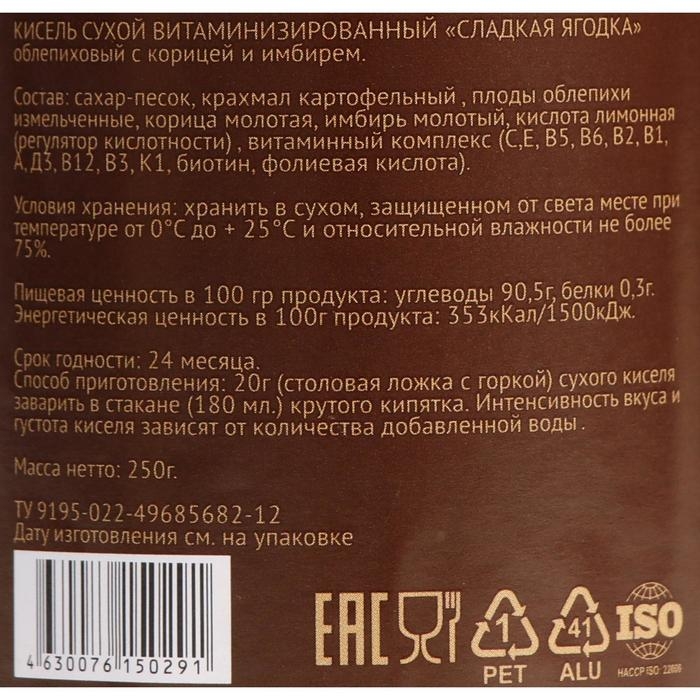 КИСЕЛЬ СУХОЙ ВИТАМИНИЗИРОВАННЫЙ «СЛАДКАЯ ЯГОДКА»
облепиховый с корицей и имбирем.
Состав: сахар-песок, крахмал картофельный , плоды облепихи
измельченные, корица молотая, имбирь молотый, кислота лимонная
(регулятор кислотности) , витаминный комплекс (С,Е, В5, В6, В2, В1,
А,Д3, В12, В3, К1, биотин, фолиевая кислота).
Условия хранения: хранить в сухом, защищенном от света месте при
температуре от 0°С до + 25°С и относительной влажности не более
75%.
Пищевая ценность в 100 гр продукта: углеводы 90,5г, белки 0,3г.
Энергетическая ценность в 100г продукта: 353кКал/1500кДж.
Срок годности: 24 месяца.
Способ приготовления: 20г (столовая ложка с горкой) сухого киселя
заварить в стакане (180 мл.) крутого кипятка. Интенсивность вкуса и
густота киселя зависят от количества добавленной воды .
Масса нетто: 250г.
ТУ 9195-022-49685682-12
Дату изготовления см. на упаковке
4 630076 150291
ЕАС
1
PET
41
ALU
ISO
HACCP ISO 22000